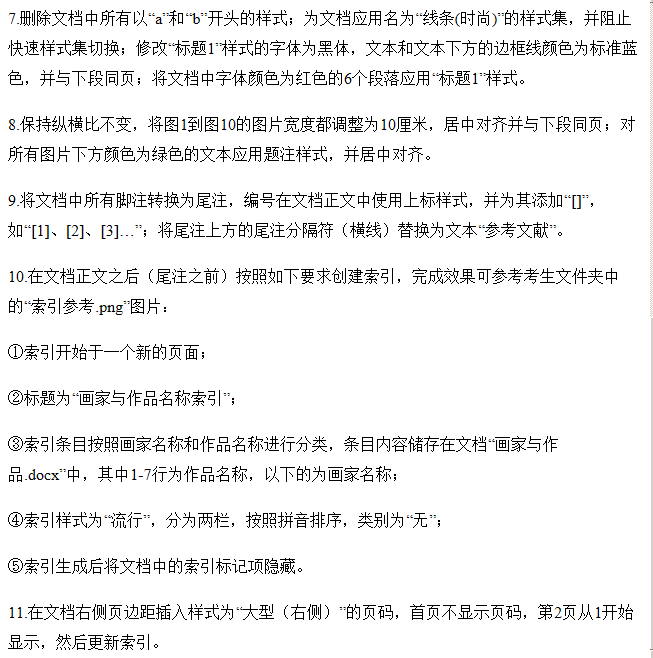 7.删除文档中所有以“a”和“b”开头的样式；为文档应用名为“线条(时尚)”的样式集，并阻止
快速样式集切换；修改“标题1”样式的字体为黑体，文本和文本下方的边框线颜色为标准蓝
色，并与下段同页；将文档中字体颜色为红色的6个段落应用“标题1”样式。
8.保持纵横比不变，将图1到图10的图片宽度都调整为10厘米，居中对齐并与下段同页；对
所有图片下方颜色为绿色的文本应用题注样式，并居中对齐。
9.将文档中所有脚注转换为尾注，编号在文档正文中使用上标样式，并为其添加“[]”，
如“[1]、[2]、[3]…”；将尾注上方的尾注分隔符（横线）替换为文本“参考文献”。
10.在文档正文之后（尾注之前）按照如下要求创建索引，完成效果可参考考生文件夹中
的“索引参考.png”图片：
①索引开始于一个新的页面；
②标题为“画家与作品名称索引”；
③索引条目按照画家名称和作品名称进行分类，条目内容储存在文档“画家与作
品.docx”中，其中1-7行为作品名称，以下的为画家名称；
④索引样式为“流行”，分为两栏，按照拼音排序，类别为“无”；
⑤索引生成后将文档中的索引标记项隐藏。
11.在文档右侧页边距插入样式为“大型（右侧）”的页码，首页不显示页码，第2页从1开始
显示，然后更新索引。